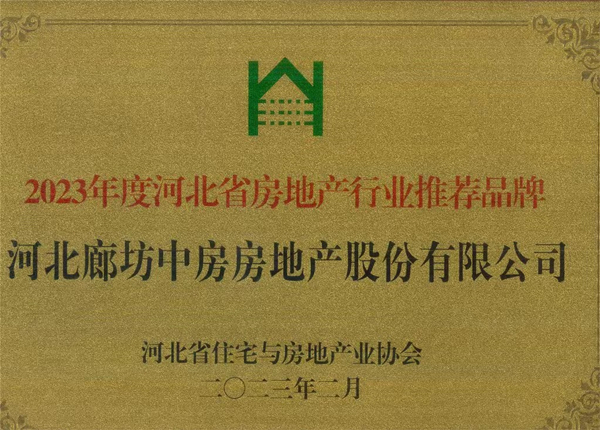 2023年度河北省房地产行业推荐品牌
河北廊坊中房房地产股份有限公司
河北省住宅与房地产业协会
二〇二三年二月